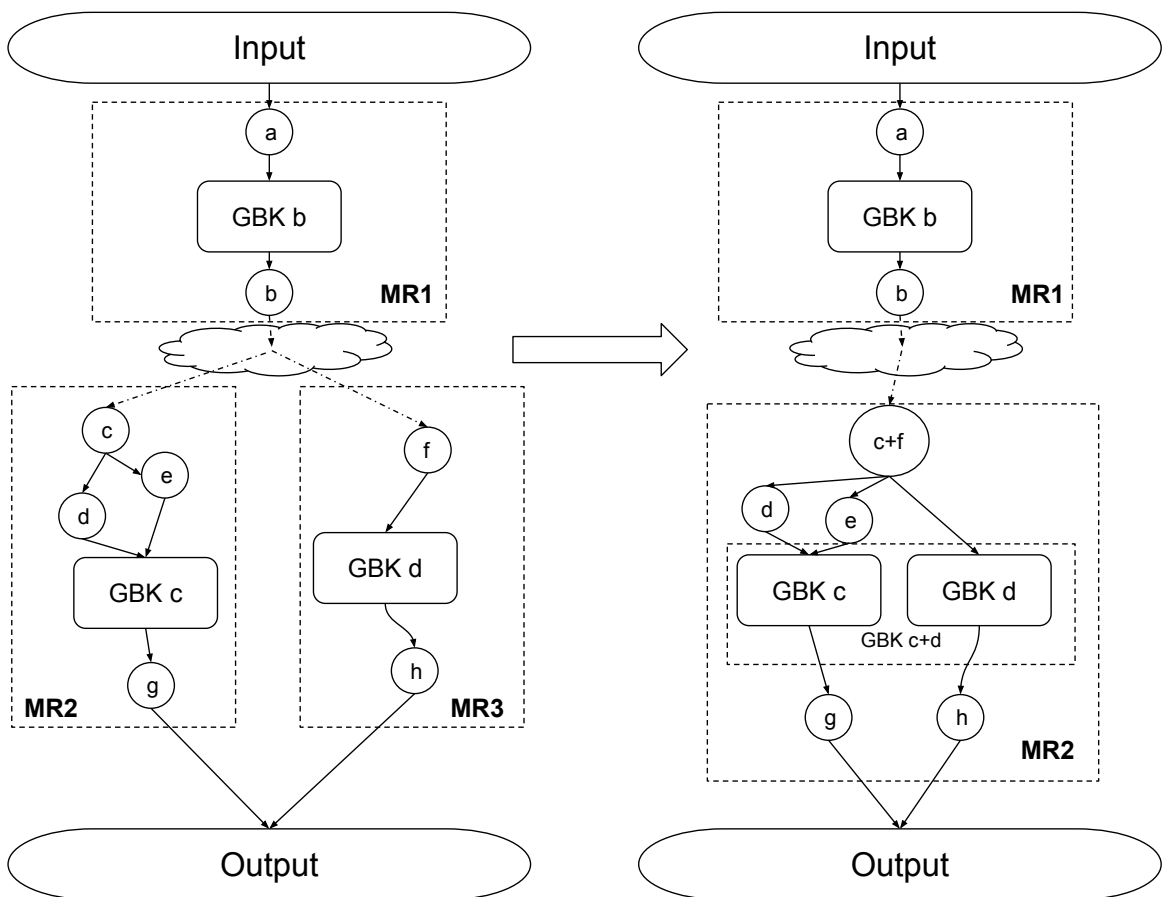 Input
a
GBK b
b
MR1
c
e
d
GBK c
g
MR2
f
GBK d
h
MR3
Output
Input
a
GBK b
b
MR1
c+f
d
e
GBK c
GBK d
GBK c+d
g
h
MR2
Output